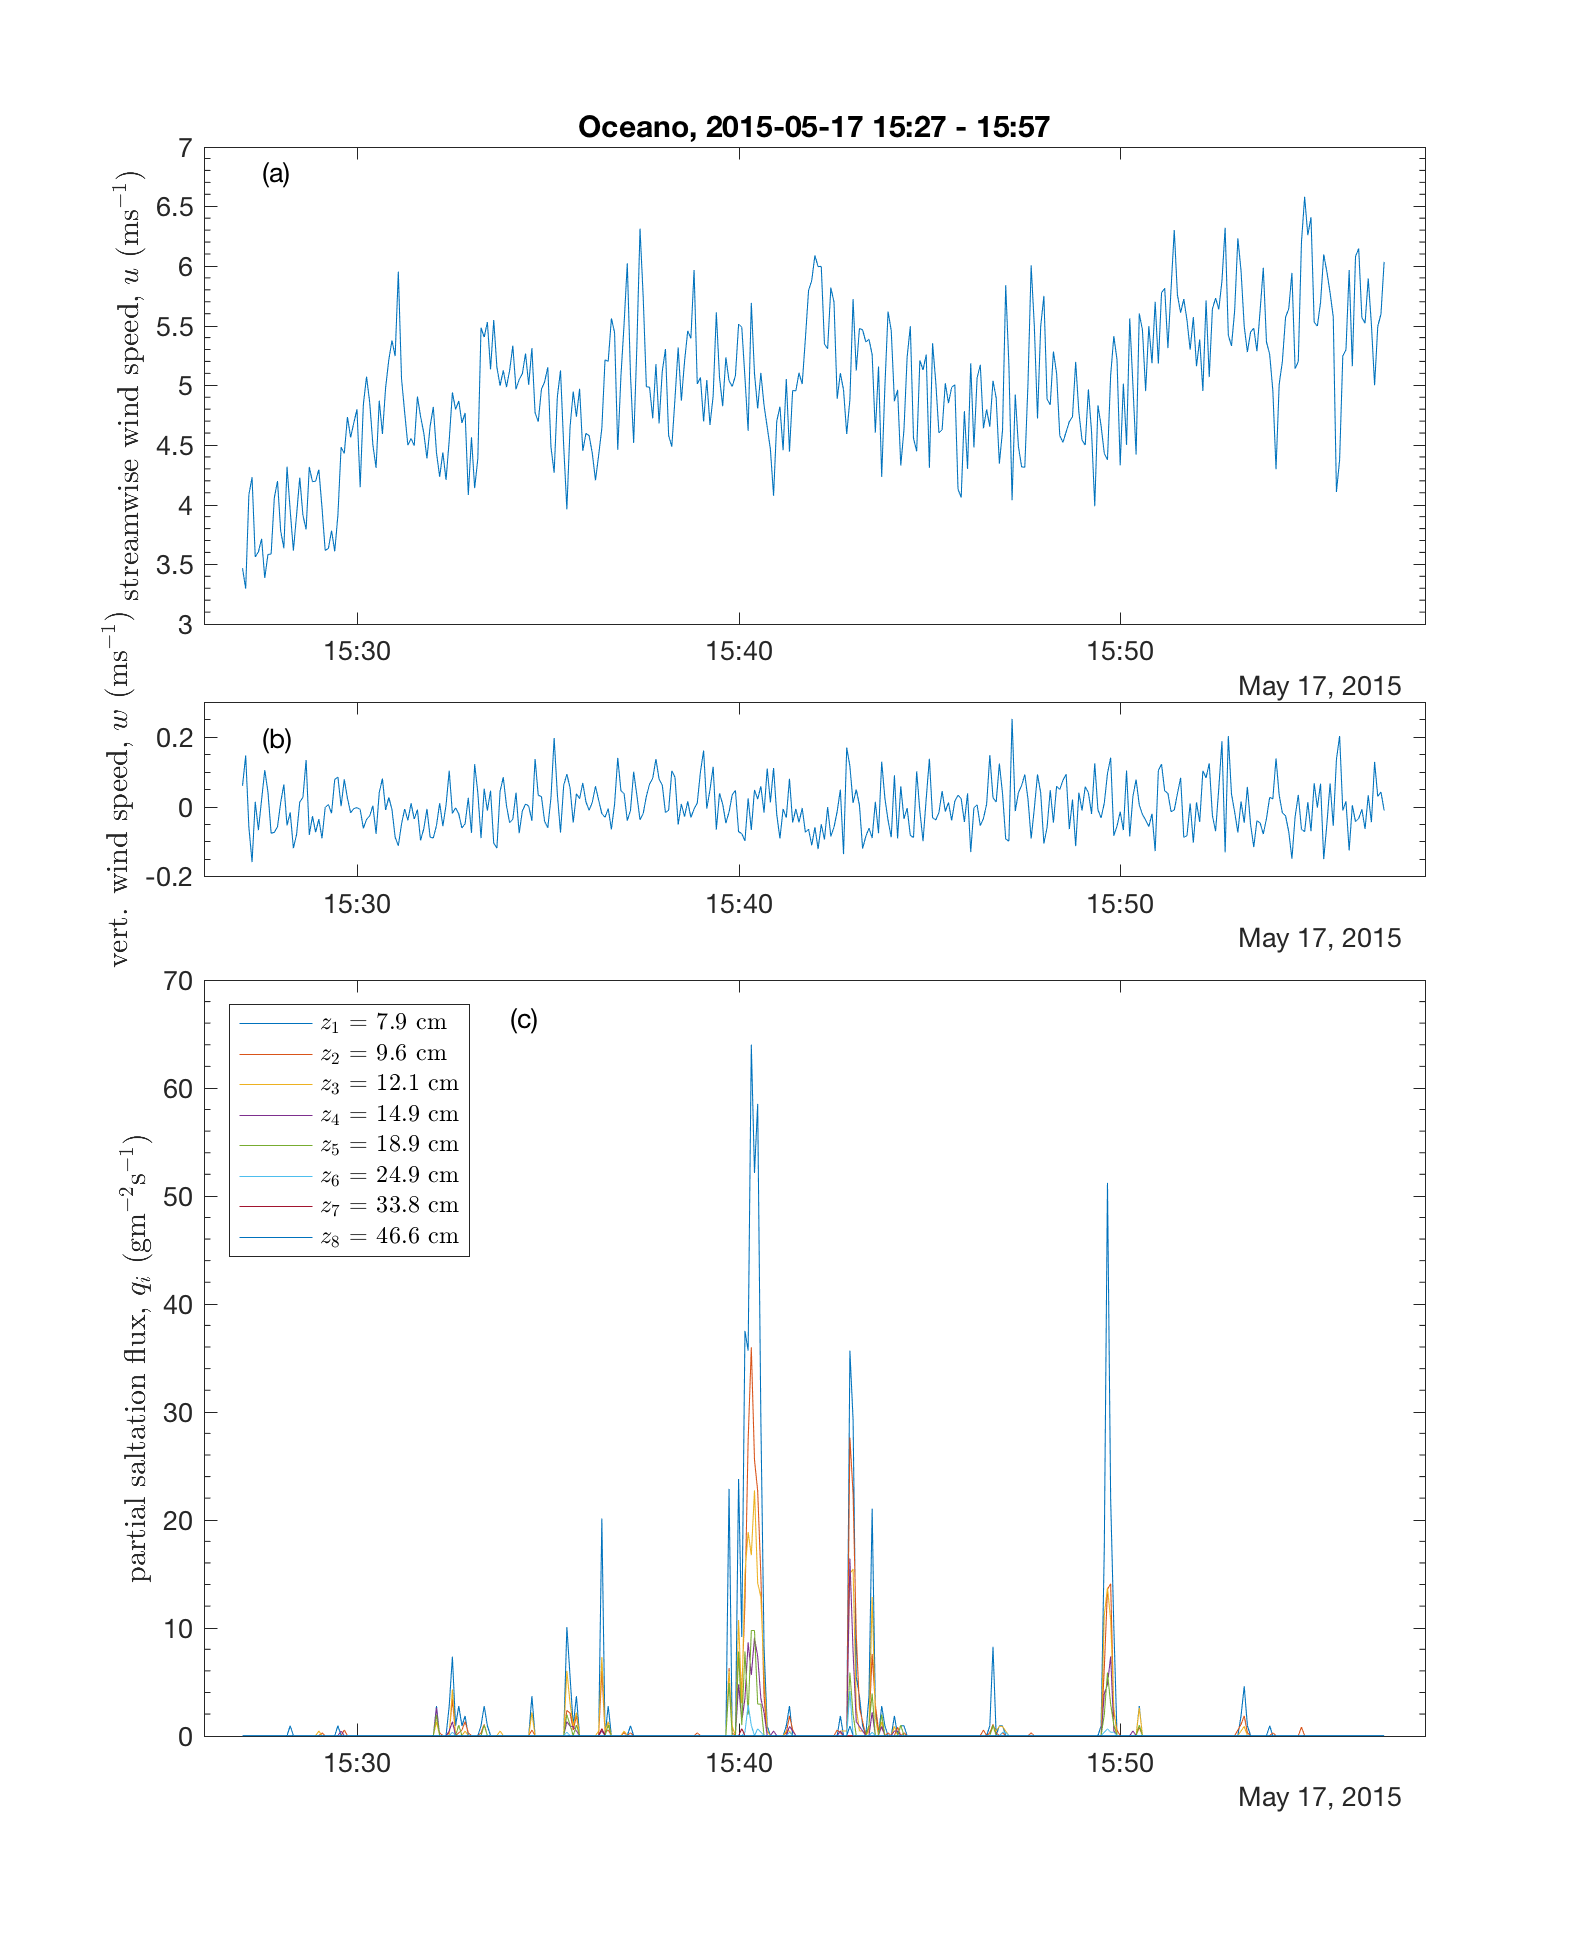 Oceano, 2015-05-17 15:27 - 15:57
(a)
streamwise wind speed, u (ms⁻¹)
7
6.5
6
5.5
5
4.5
4
3.5
3
15:30 15:40 15:50
May 17, 2015
(b)
vert. wind speed, w (ms⁻¹)
0.2
0
-0.2
15:30 15:40 15:50
May 17, 2015
(c)
partial saltation flux, qᵢ (gm⁻²s⁻¹)
70
60
50
40
30
20
10
0
z₁ = 7.9 cm
z₂ = 9.6 cm
z₃ = 12.1 cm
z₄ = 14.9 cm
z₅ = 18.9 cm
z₆ = 24.9 cm
z₇ = 33.8 cm
z₈ = 46.6 cm
15:30 15:40 15:50
May 17, 2015